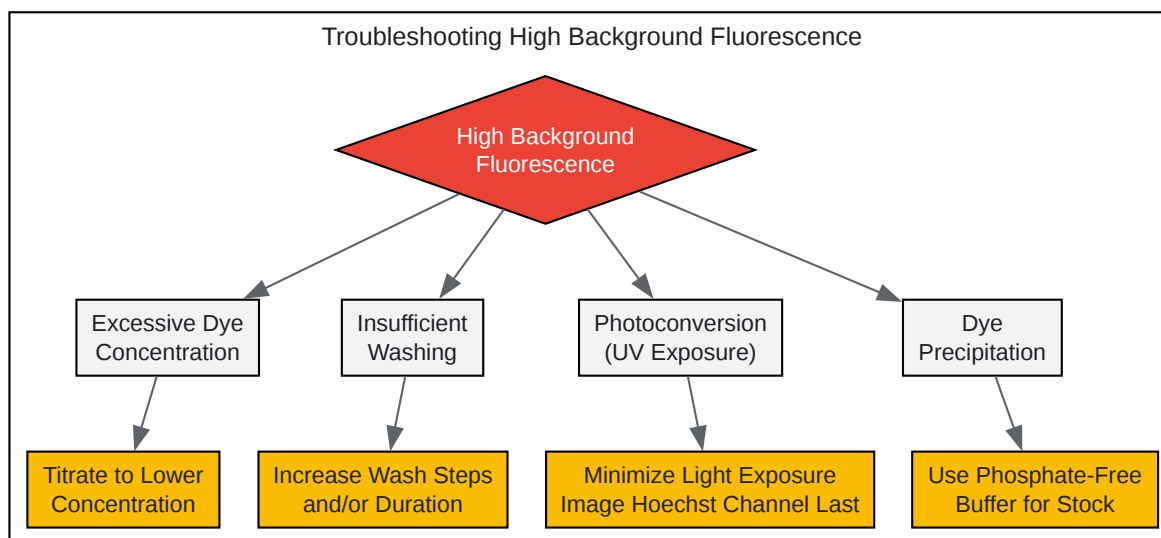 Troubleshooting High Background Fluorescence
High Background
Fluorescence
Excessive Dye
Concentration
Insufficient
Washing
Photoconversion
(UV Exposure)
Dye
Precipitation
Titrate to Lower
Concentration
Increase Wash Steps
and/or Duration
Minimize Light Exposure
Image Hoechst Channel Last
Use Phosphate-Free
Buffer for Stock